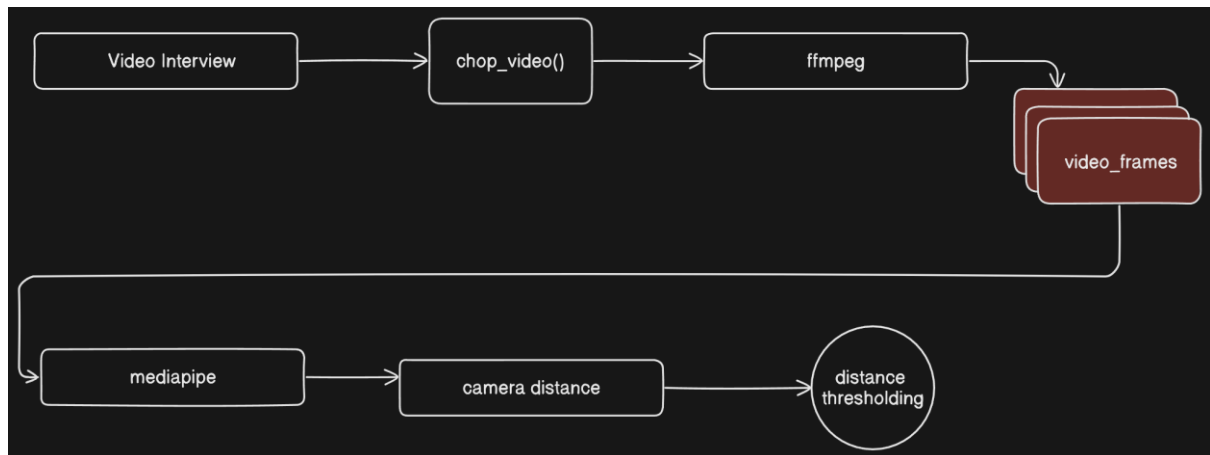 Video Interview
chop_video()
ffmpeg
video_frames
mediapipe
camera distance
distance
thresholding